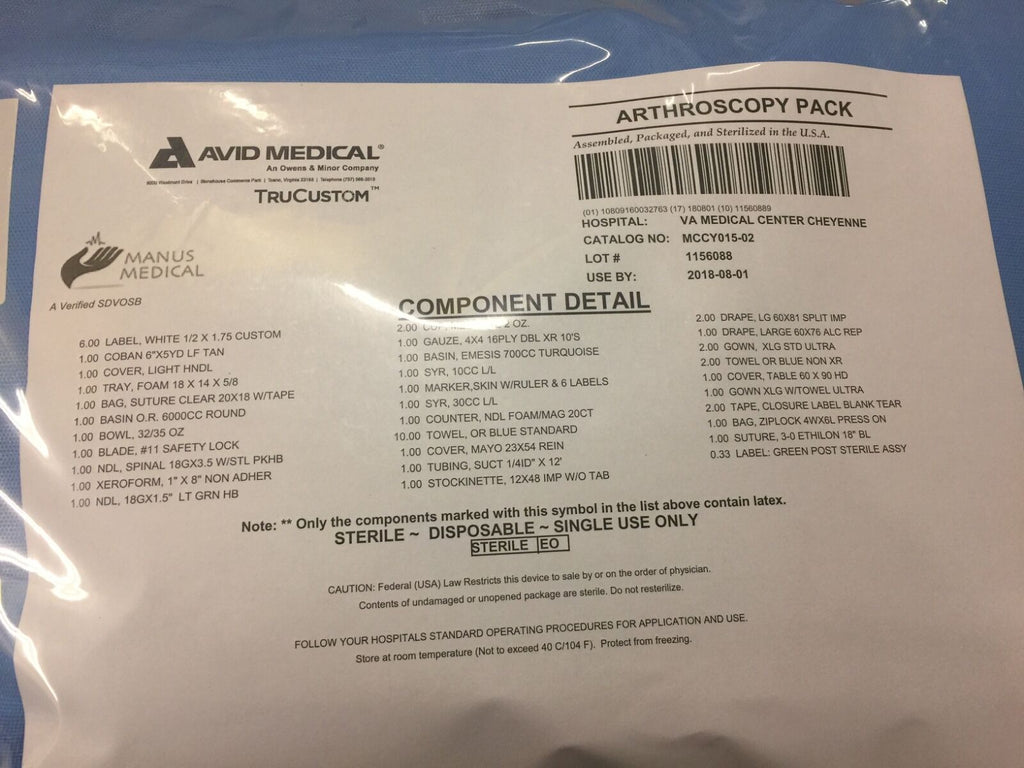 AVID MEDICAL®
An Owens & Minor Company
9000 Westmont Drive | Stonehouse Commerce Park | Toano, Virginia 23168 | Telephone (757)
TRUCUSTOM™
MANUS
MEDICAL
A Verified SDVOSB
ARTHROSCOPY PACK
Assembled, Packaged, and Sterilized in the U.S.A.
(01) 10809160032763 (17) 180801 (10) 11560889
HOSPITAL: VA MEDICAL CENTER CHEYENNE
CATALOG NO: MCCY015-02
LOT # 1156088
USE BY: 2018-08-01
COMPONENT DETAIL
6.00 LABEL, WHITE 1/2 X 1.75 CUSTOM
1.00 COBAN 6"X5YD LF TAN
1.00 COVER, LIGHT HNDL
1.00 TRAY, FOAM 18 X 14 X 5/8
1.00 BAG, SUTURE CLEAR 20X18 W/TAPE
1.00 BASIN O.R. 6000CC ROUND
1.00 BOWL, 32/35 OZ
1.00 BLADE, #11 SAFETY LOCK
1.00 NDL, SPINAL 18GX3.5 W/STL PKHB
1.00 XEROFORM, 1" X 8" NON ADHER
1.00 NDL, 18GX1.5" LT GRN HB
2.00 2 OZ.
1.00 GAUZE, 4X4 16PLY DBL XR 10'S
1.00 BASIN, EMESIS 700CC TURQUOISE
1.00 SYR, 10CC L/L
1.00 MARKER,SKIN W/RULER & 6 LABELS
1.00 SYR, 30CC L/L
1.00 COUNTER, NDL FOAM/MAG 20CT
10.00 TOWEL, OR BLUE STANDARD
1.00 COVER, MAYO 23X54 REIN
1.00 TUBING, SUCT 1/4ID" X 12'
1.00 STOCKINETTE, 12X48 IMP W/O TAB
2.00 DRAPE, LG 60X81 SPLIT IMP
1.00 DRAPE, LARGE 60X76 ALC REP
2.00 GOWN, XLG STD ULTRA
2.00 TOWEL OR BLUE NON XR
1.00 COVER, TABLE 60 X 90 HD
1.00 GOWN XLG W/TOWEL ULTRA
2.00 TAPE, CLOSURE LABEL BLANK TEAR
1.00 BAG, ZIPLOCK 4WX6L PRESS ON
1.00 SUTURE, 3-0 ETHILON 18" BL
0.33 LABEL: GREEN POST STERILE ASSY
Note: ** Only the components marked with this symbol in the list above contain latex.
STERILE ~ DISPOSABLE ~ SINGLE USE ONLY
STERILE EO
CAUTION: Federal (USA) Law Restricts this device to sale by or on the order of physician.
Contents of undamaged or unopened package are sterile. Do not resterilize.
FOLLOW YOUR HOSPITALS STANDARD OPERATING PROCEDURES FOR APPLICATION AND USE.
Store at room temperature (Not to exceed 40 C/104 F). Protect from freezing.